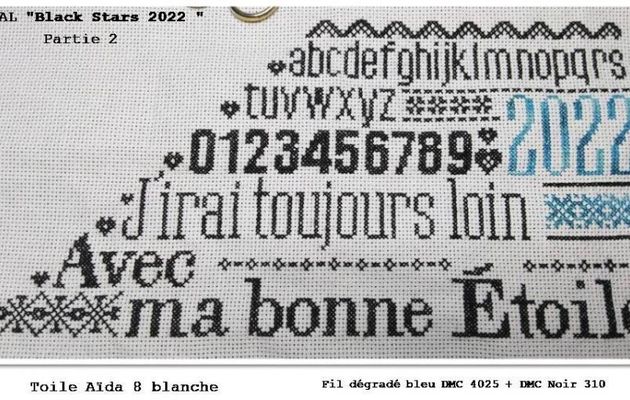 AL "Black Stars 2022 "
Partie 2
abcdefghijklmnopqrs
tuvwxyz
2022
0123456789
J'irai toujours loin
Avec
ma bonne Étoile
Toile Aïda 8 blanche
Fil dégradé bleu DMC 4025 + DMC Noir 310